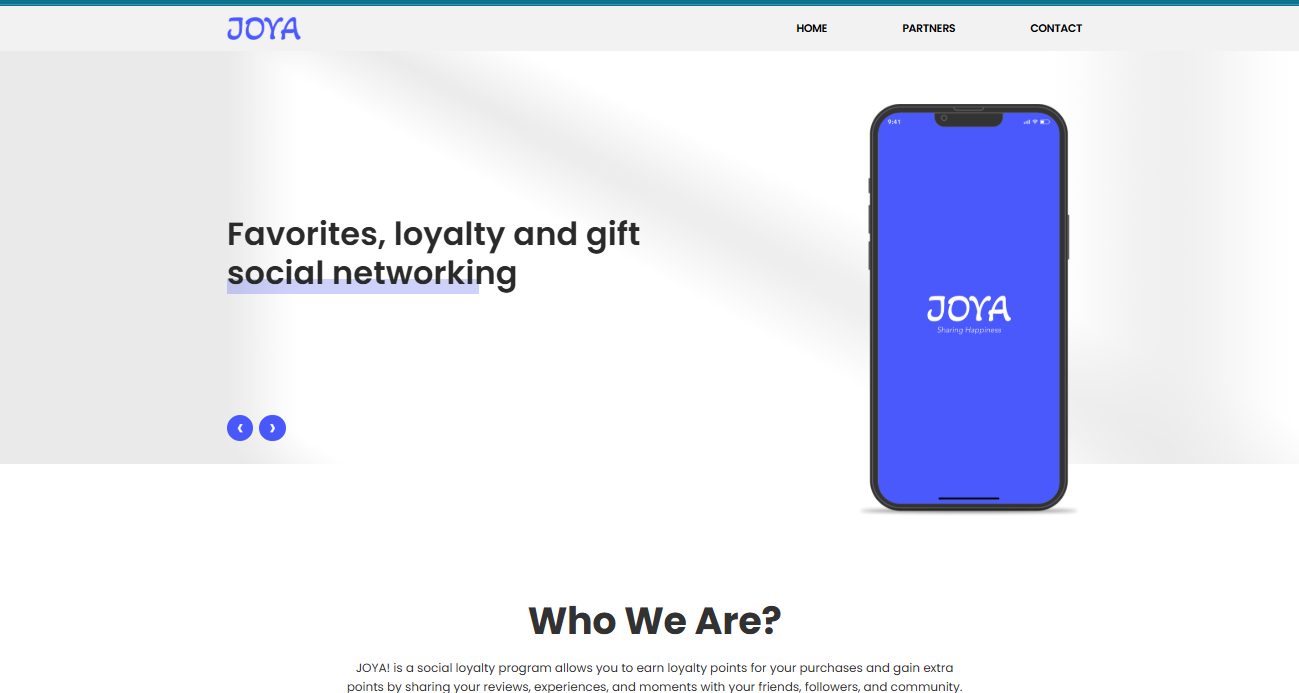 JOYA
HOME
PARTNERS
CONTACT
9:41
Favorites, loyalty and gift
social networking
JOYA
Sharing Happiness
Who We Are?
JOYA! is a social loyalty program allows you to earn loyalty points for your purchases and gain extra
points by sharing your reviews, experiences, and moments with your friends, followers, and community.